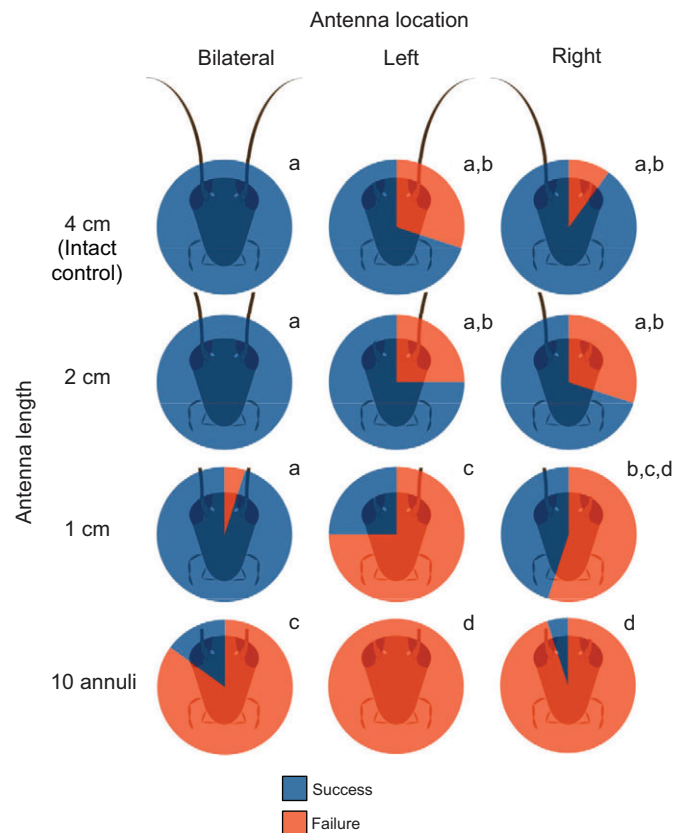 Antenna location
Bilateral Left Right
a a,b a,b
4 cm
(Intact
control)
a a,b a,b
2 cm
Antenna length
a c b,c,d
1 cm
c d d
10 annuli
Success
Failure